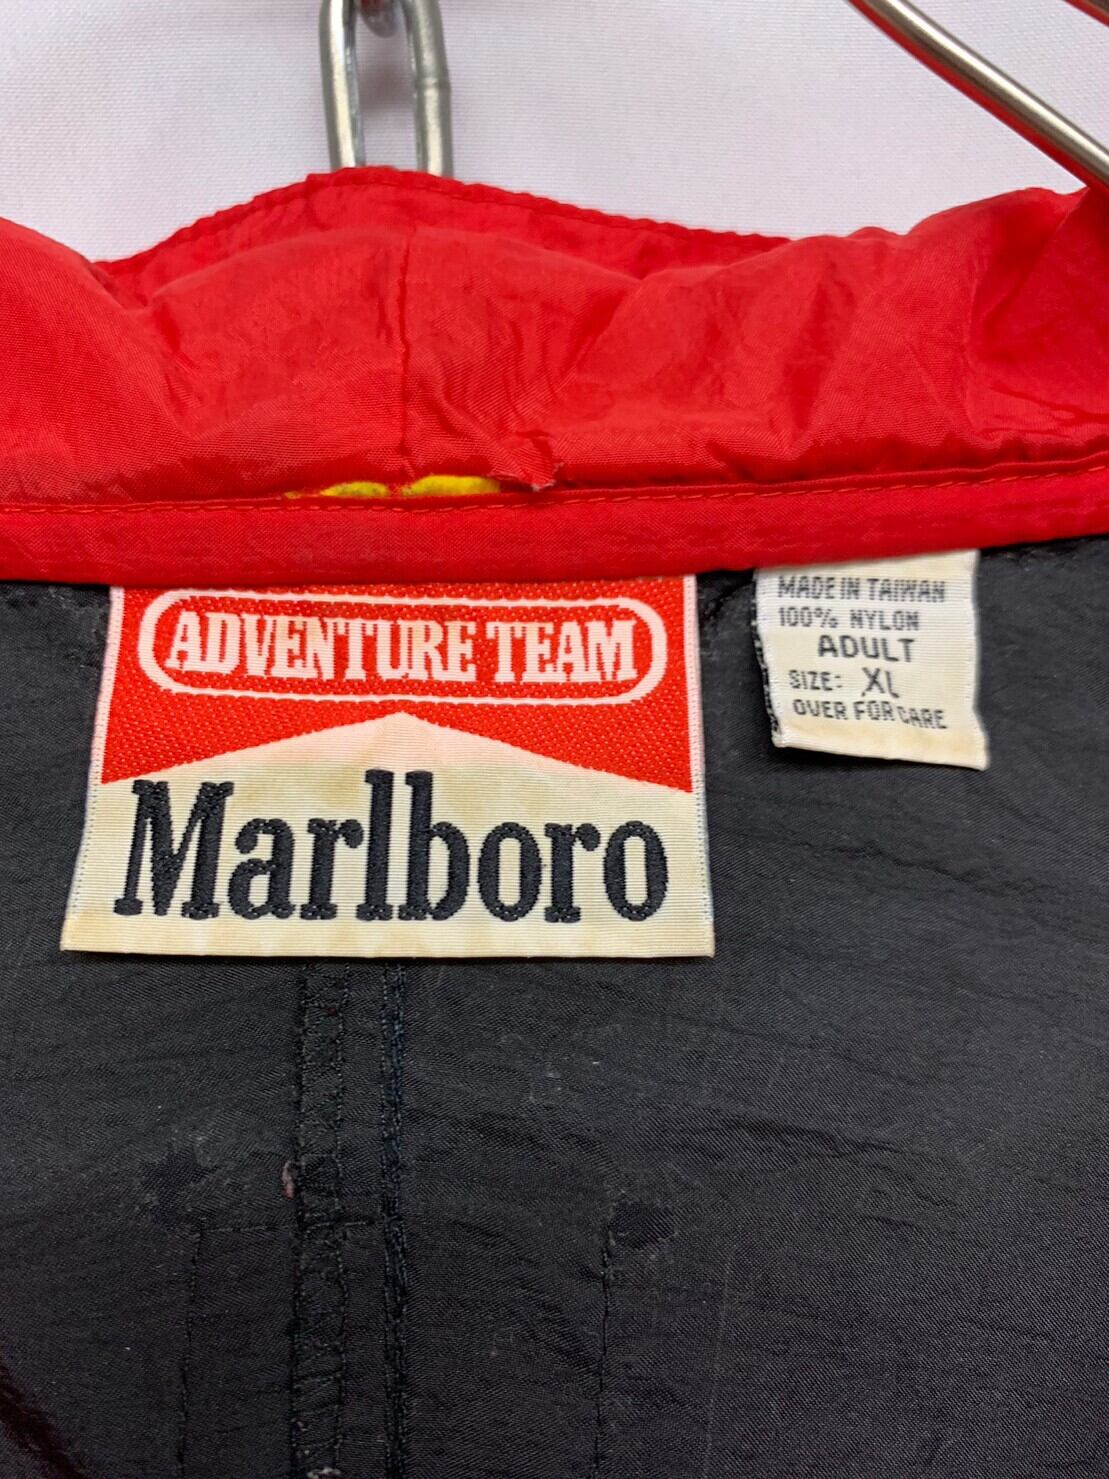 ADVENTURE TEAM
Marlboro
MADE IN TAIWAN
100% NYLON
ADULT
SIZE: XL
OVER FOR CARE